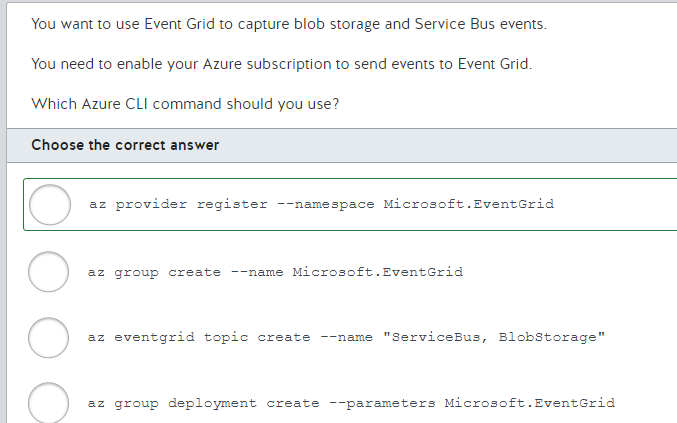 You want to use Event Grid to capture blob storage and Service Bus events.
You need to enable your Azure subscription to send events to Event Grid.
Which Azure CLI command should you use?
Choose the correct answer
az provider register --namespace Microsoft.EventGrid
az group create --name Microsoft.EventGrid
az eventgrid topic create --name "ServiceBus, BlobStorage"
az group deployment create --parameters Microsoft.EventGrid